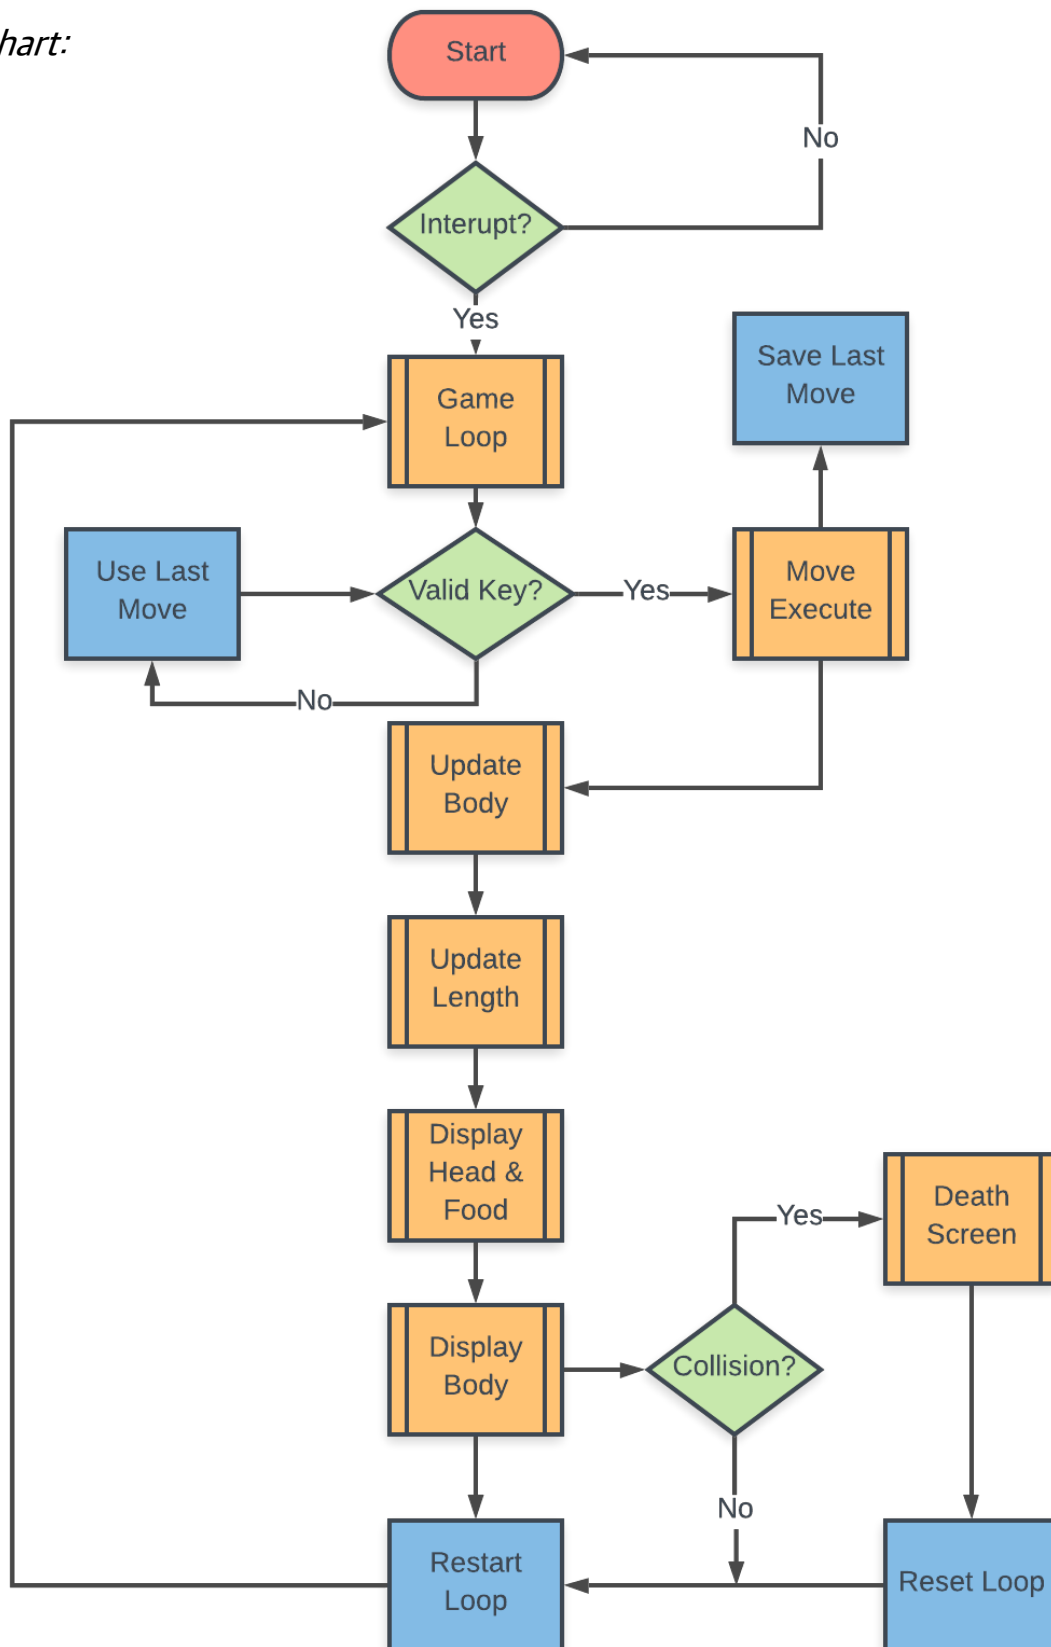 hart:
Start
No
Interupt?
Yes
Save Last
Move
Game
Loop
Use Last
Move
Valid Key?
Yes
Move
Execute
No
Update
Body
Update
Length
Display
Head &
Food
Yes
Death
Screen
Display
Body
Collision?
No
Restart
Loop
Reset Loop